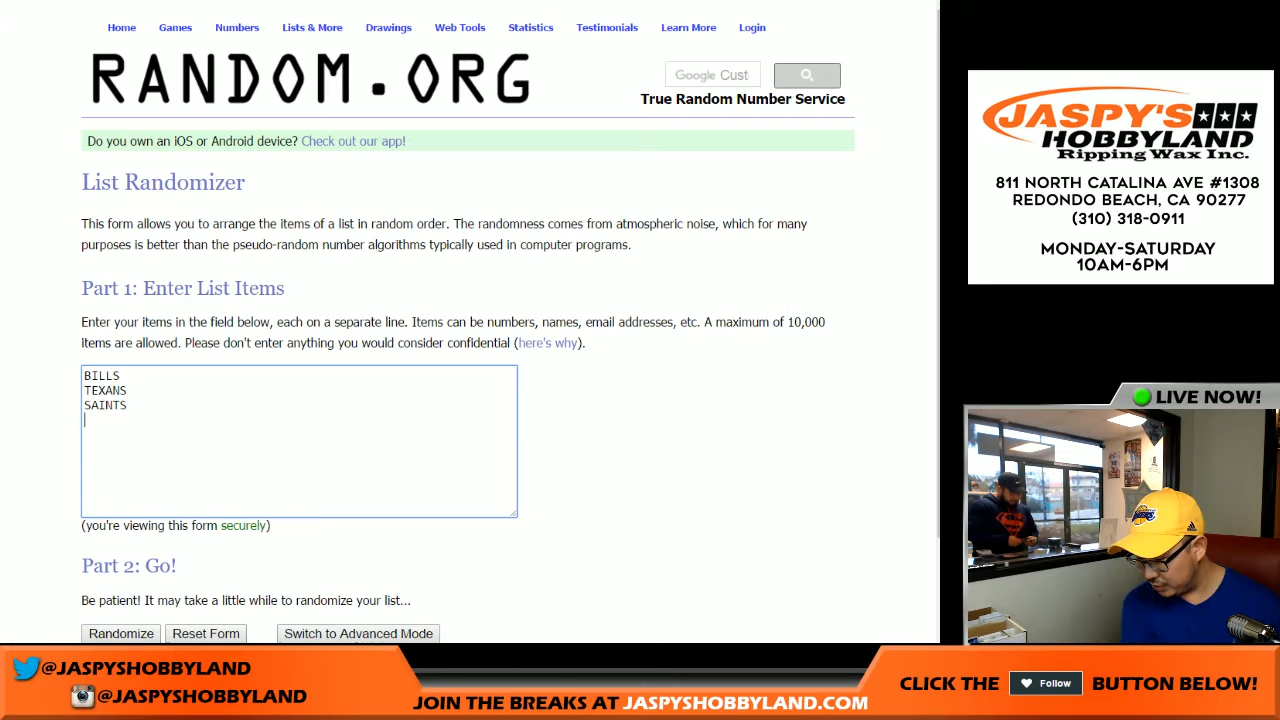 Home Games Numbers Lists & More Drawings Web Tools Statistics Testimonials Learn More Login
RANDOM.ORG
Google Cust
True Random Number Service
Do you own an iOS or Android device? Check out our app!
List Randomizer
This form allows you to arrange the items of a list in random order. The randomness comes from atmospheric noise, which for many
purposes is better than the pseudo-random number algorithms typically used in computer programs.
Part 1: Enter List Items
Enter your items in the field below, each on a separate line. Items can be numbers, names, email addresses, etc. A maximum of 10,000
items are allowed. Please don't enter anything you would consider confidential (here's why).
BILLS
TEXANS
SAINTS
(you're viewing this form securely)
Part 2: Go!
Be patient! It may take a little while to randomize your list...
Randomize Reset Form Switch to Advanced Mode
JASPY'S
HOBBYLAND
Ripping Wax Inc.
811 NORTH CATALINA AVE #1308
REDONDO BEACH, CA 90277
(310) 318-0911
MONDAY-SATURDAY
10AM-6PM
LIVE NOW!
@JASPYSHOBBYLAND
@JASPYSHOBBYLAND
JOIN THE BREAKS AT JASPYSHOBBYLAND.COM
CLICK THE Follow BUTTON BELOW!